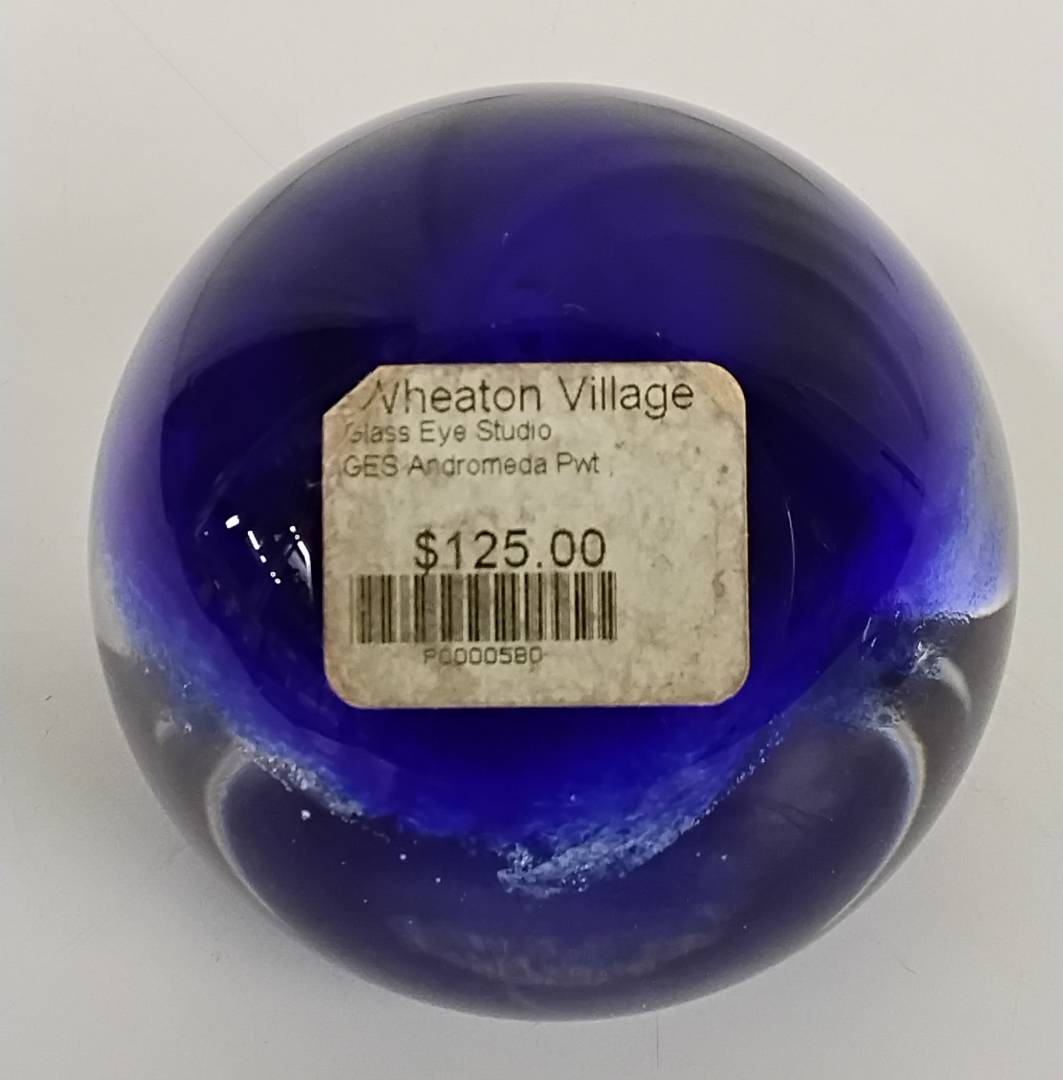 Wheaton Village
Glass Eye Studio
GES Andromeda Pwt
$125.00
P0000580